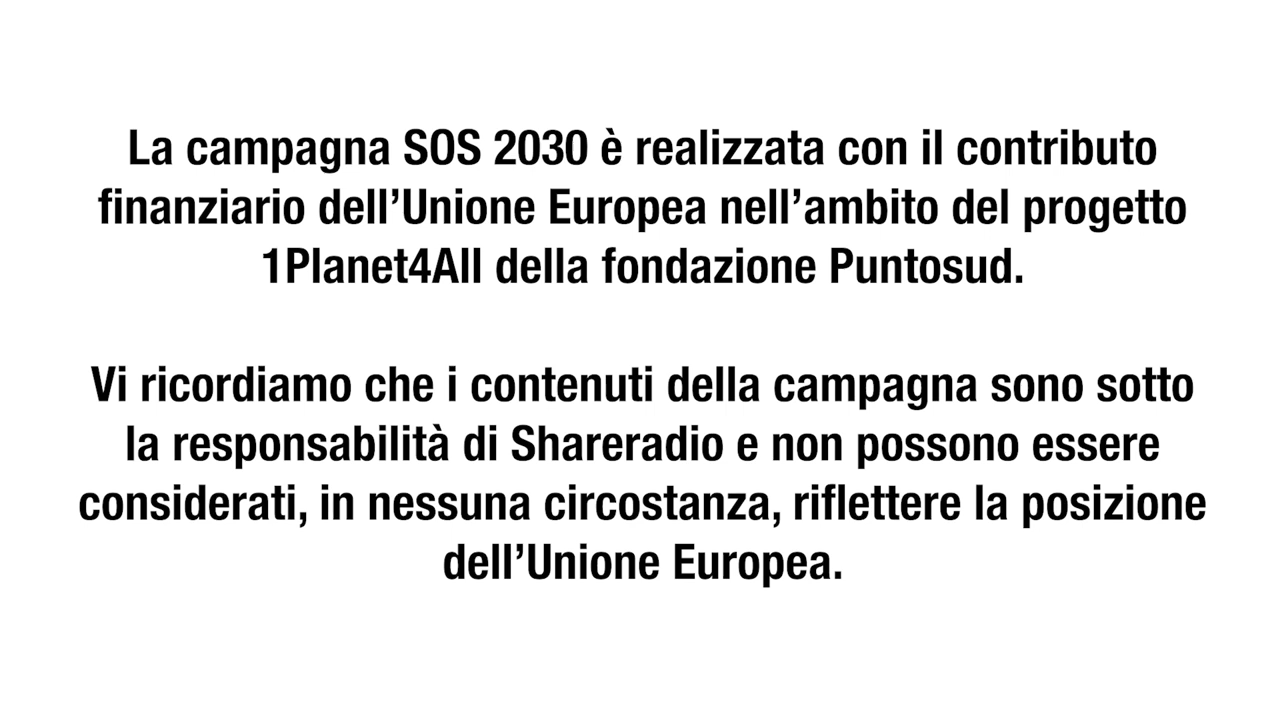 La campagna SOS 2030 è realizzata con il contributo
finanziario dell’Unione Europea nell’ambito del progetto
1Planet4All della fondazione Puntosud.
Vi ricordiamo che i contenuti della campagna sono sotto
la responsabilità di Shareradio e non possono essere
considerati, in nessuna circostanza, riflettere la posizione
dell’Unione Europea.